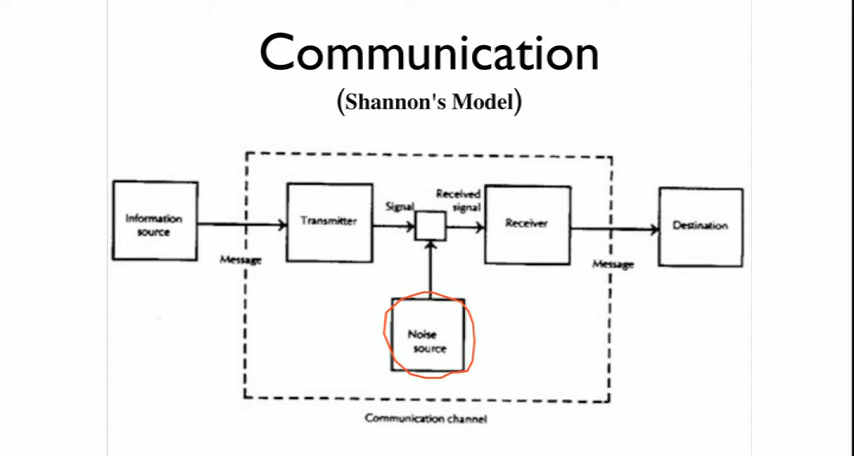 Communication
(Shannon's Model)
Information
source
Message
Transmitter
Signal
Received
signal
Receiver
Message
Destination
Noise
source
Communication channel